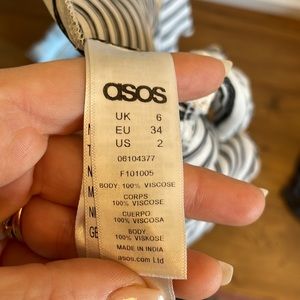 asos
UK 6
EU 34
US 2
06104377
F101005
BODY: 100% VISCOSE
CORPS
100% VISCOSE
CUERPO
100% VISCOSA
BODY
100% VISKOSE
MADE IN INDIA
asos.com Ltd